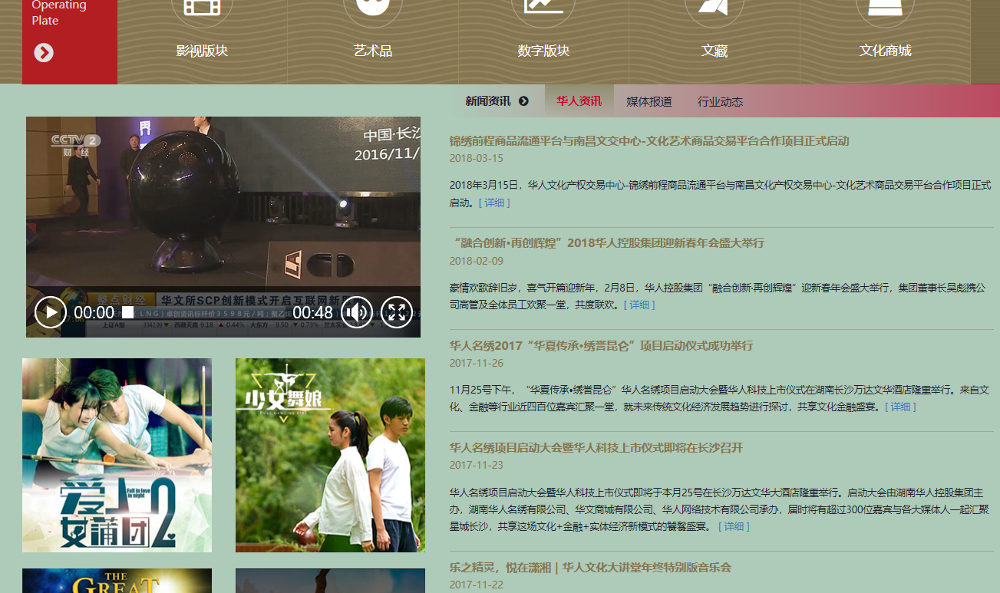 Operating
Plate
影视版块
艺术品
数字版块
文藏
文化商城
新闻资讯
华人资讯
媒体报道
行业动态
CCTV 2
财 经
中国·长沙
2016/11/
整点财经
华文所SCP创新模式开启互联网新
00:00
00:48
爱上
女蒲团2
Fall in love
in night
少女舞娘
THE
GREAT
锦绣前程商品流通平台与南昌文交中心-文化艺术商品交易平台合作项目正式启动
2018-03-15
2018年3月15日，华人文化产权交易中心-锦绣前程商品流通平台与南昌文化产权交易中心-文化艺术商品交易平台合作项目正式
启动。[ 详细 ]
“融合创新•再创辉煌”2018华人控股集团迎新春年会盛大举行
2018-02-09
豪情欢歌辞旧岁，喜气开篇迎新年，2月8日，华人控股集团“融合创新·再创辉煌”迎新春年会盛大举行，集团董事长吴彪携公
司高管及全体员工欢聚一堂，共度联欢。[ 详细 ]
华人名绣2017“华夏传承•绣誉昆仑”项目启动仪式成功举行
2017-11-26
11月25号下午，“华夏传承•绣誉昆仑”华人名绣项目启动大会暨华人科技上市仪式在湖南长沙万达文华酒店隆重举行。来自文
化、金融等行业近四百位嘉宾汇聚一堂，就未来传统文化经济发展趋势进行探讨，共享文化金融盛宴。[ 详细 ]
华人名绣项目启动大会暨华人科技上市仪式即将在长沙召开
2017-11-23
华人名绣项目启动大会暨华人科技上市仪式即将于本月25号在长沙万达文华大酒店隆重举行。启动大会由湖南华人控股集团主
办，湖南华人名绣有限公司、华文商城有限公司、华人网络技术有限公司承办，届时将有超过300位嘉宾与各大媒体人一起汇聚
星城长沙，共享这场文化+金融+实体经济新模式的饕餮盛宴。 [ 详细 ]
乐之精灵，悦在潇湘 | 华人文化大讲堂年终特别版音乐会
2017-11-22